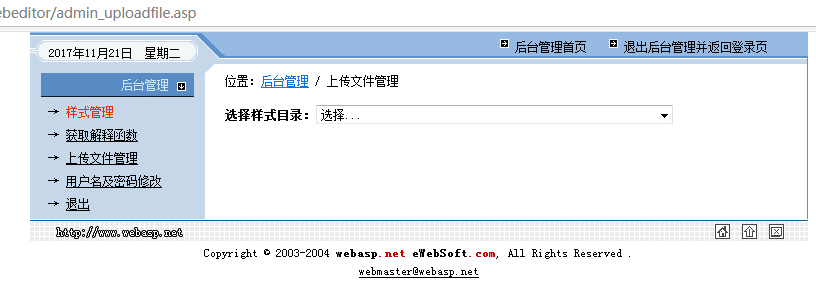 ebeditor/admin_uploadfile.asp
2017年11月21日 星期二
后台管理首页 退出后台管理并返回登录页
后台管理
位置：后台管理 / 上传文件管理
选择样式目录： 选择...
→ 样式管理
→ 获取解释函数
→ 上传文件管理
→ 用户名及密码修改
→ 退出
http://www.webasp.net
Copyright © 2003-2004 webasp.net eWebSoft.com, All Rights Reserved .
webmaster@webasp.net